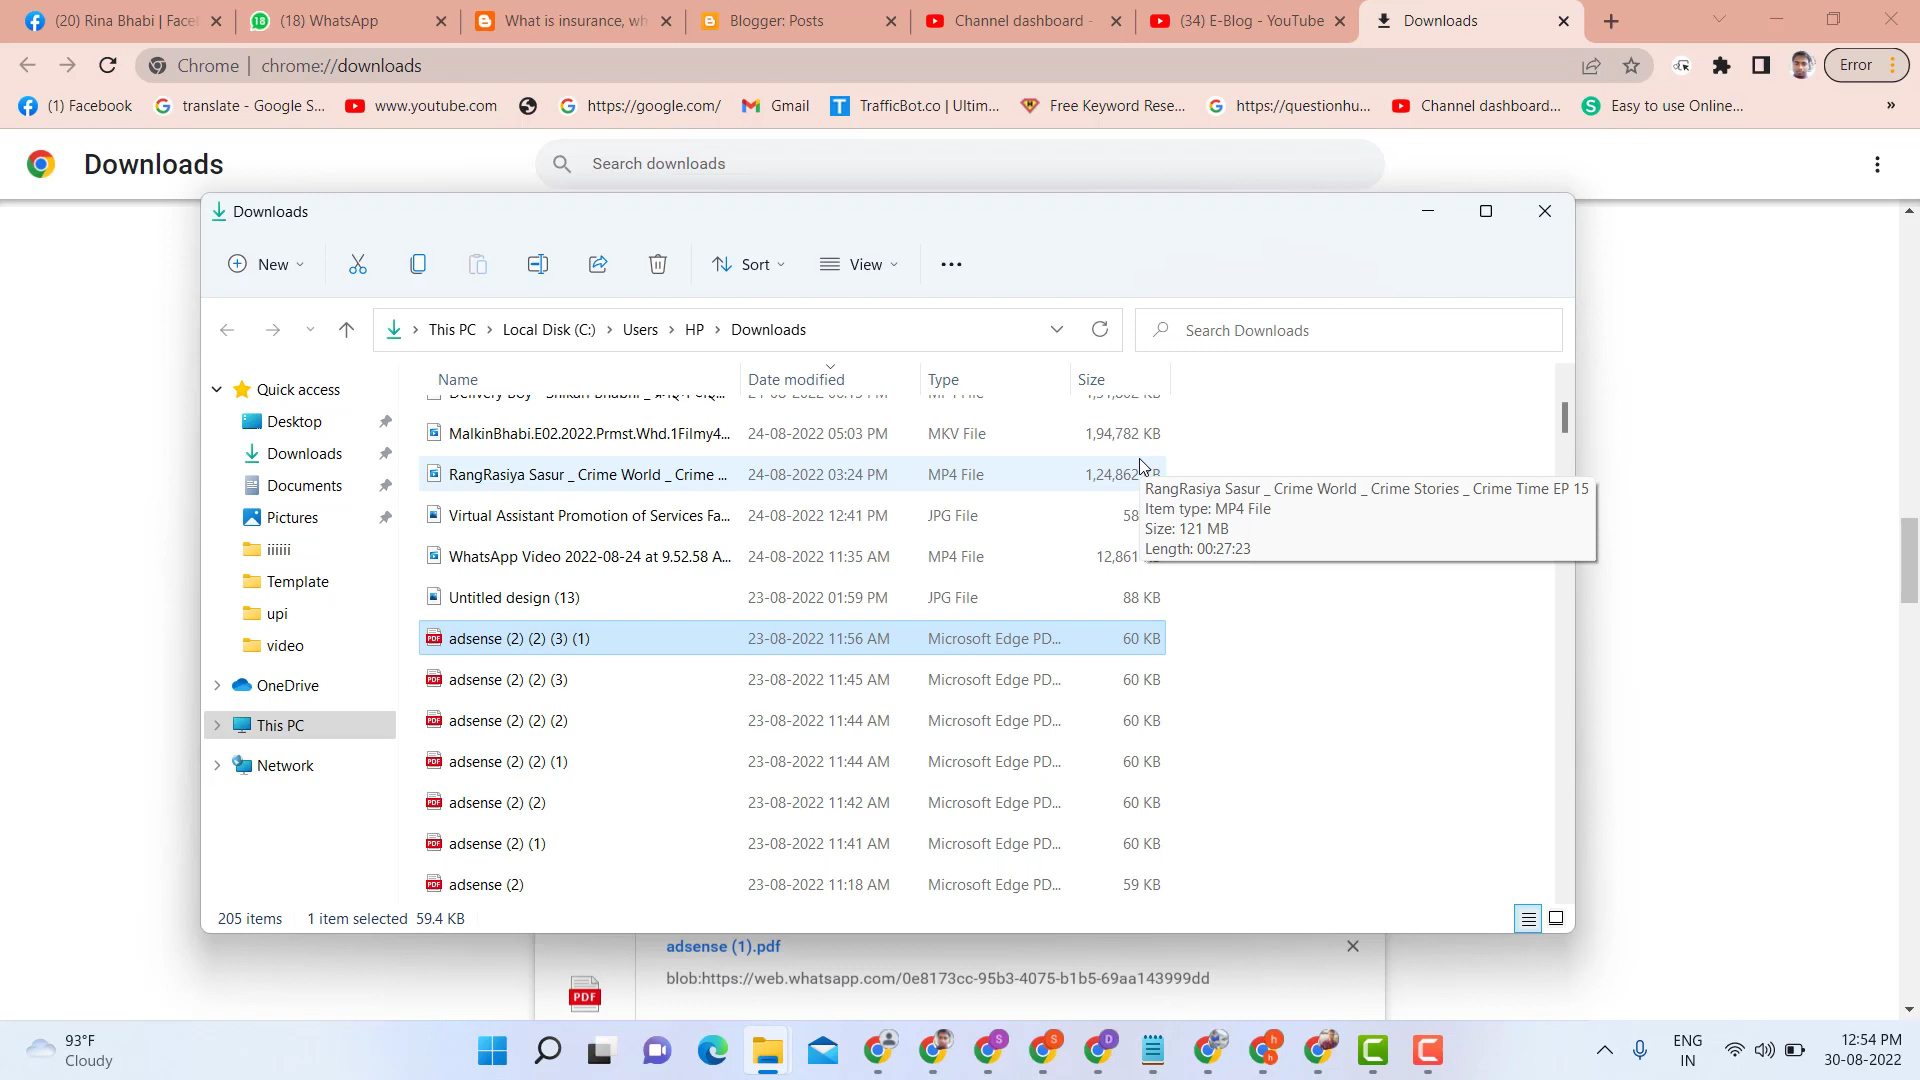 (20) Rina Bhabi | Facel
(18) WhatsApp
What is insurance, wh
Blogger: Posts
Channel dashboard -
(34) E-Blog - YouTube
Downloads
Chrome | chrome://downloads
Error
(1) Facebook
translate - Google S...
www.youtube.com
https://google.com/
Gmail
TrafficBot.co | Ultim...
Free Keyword Rese...
https://questionhu...
Channel dashboard...
Easy to use Online...
»
Downloads
Search downloads
Downloads
New
Sort
View
This PC > Local Disk (C:) > Users > HP > Downloads
Search Downloads
Quick access
Desktop
Downloads
Documents
Pictures
iiiiii
Template
upi
video
OneDrive
This PC
Network
Name Date modified Type Size
MalkinBhabi.E02.2022.Prmst.Whd.1Filmy4... 24-08-2022 05:03 PM MKV File 1,94,782 KB
RangRasiya Sasur _ Crime World _ Crime ... 24-08-2022 03:24 PM MP4 File 1,24,862
Virtual Assistant Promotion of Services Fa... 24-08-2022 12:41 PM JPG File 58
WhatsApp Video 2022-08-24 at 9.52.58 A... 24-08-2022 11:35 AM MP4 File 12,861
Untitled design (13) 23-08-2022 01:59 PM JPG File 88 KB
adsense (2) (2) (3) (1) 23-08-2022 11:56 AM Microsoft Edge PD... 60 KB
adsense (2) (2) (3) 23-08-2022 11:45 AM Microsoft Edge PD... 60 KB
adsense (2) (2) (2) 23-08-2022 11:44 AM Microsoft Edge PD... 60 KB
adsense (2) (2) (1) 23-08-2022 11:44 AM Microsoft Edge PD... 60 KB
adsense (2) (2) 23-08-2022 11:42 AM Microsoft Edge PD... 60 KB
adsense (2) (1) 23-08-2022 11:41 AM Microsoft Edge PD... 60 KB
adsense (2) 23-08-2022 11:18 AM Microsoft Edge PD... 59 KB
RangRasiya Sasur _ Crime World _ Crime Stories _ Crime Time EP 15
Item type: MP4 File
Size: 121 MB
Length: 00:27:23
205 items 1 item selected 59.4 KB
adsense (1).pdf
blob:https://web.whatsapp.com/0e8173cc-95b3-4075-b1b5-69aa143999dd
PDF
93°F
Cloudy
ENG
IN
12:54 PM
30-08-2022